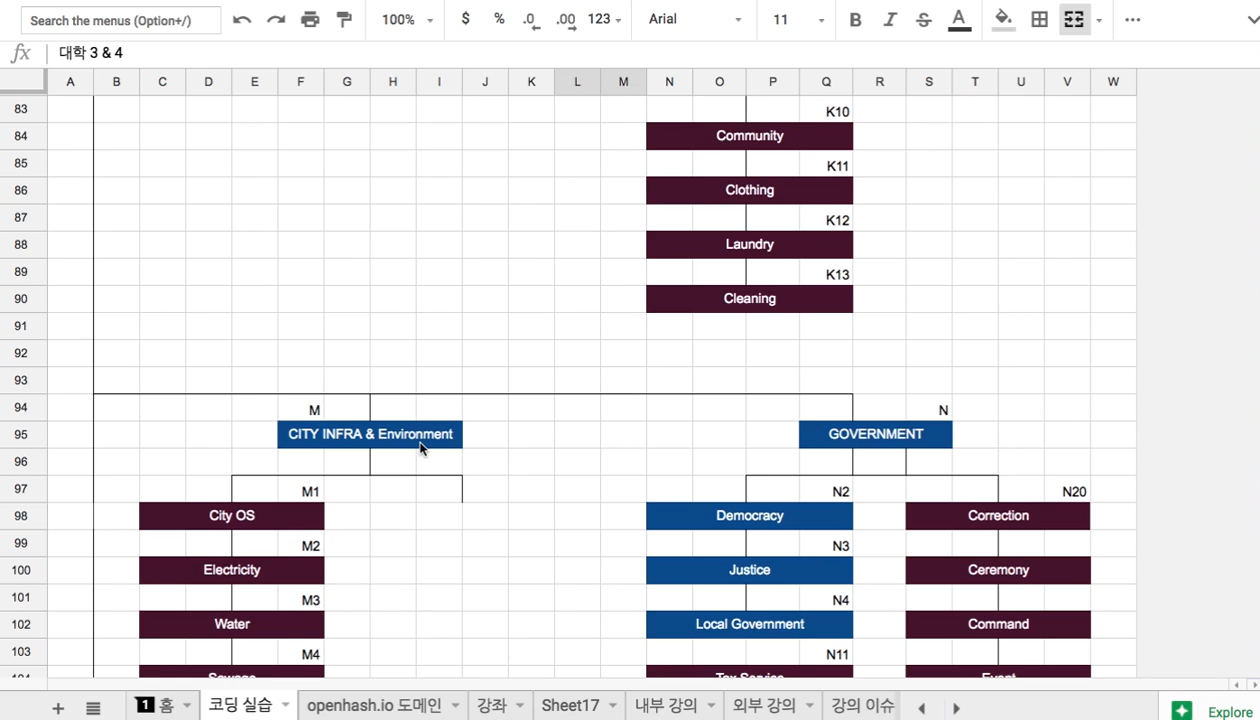 Search the menus (Option+/)
100%
$ % .0 .00 123
Arial
11
B I S A
fx 대학 3 & 4
A B C D E F G H I J K L M N O P Q R S T U V W
83 K10
84 Community
85 K11
86 Clothing
87 K12
88 Laundry
89 K13
90 Cleaning
91
92
93
94 M N
95 CITY INFRA & Environment GOVERNMENT
96
97 M1 N2 N20
98 City OS Democracy Correction
99 M2 N3
100 Electricity Justice Ceremony
101 M3 N4
102 Water Local Government Command
103 M4 N11
104 Sewage Tax Service Event
1 홈 코딩 실습 openhash.io 도메인 강좌 Sheet17 내부 강의 외부 강의 강의 이슈
Explore